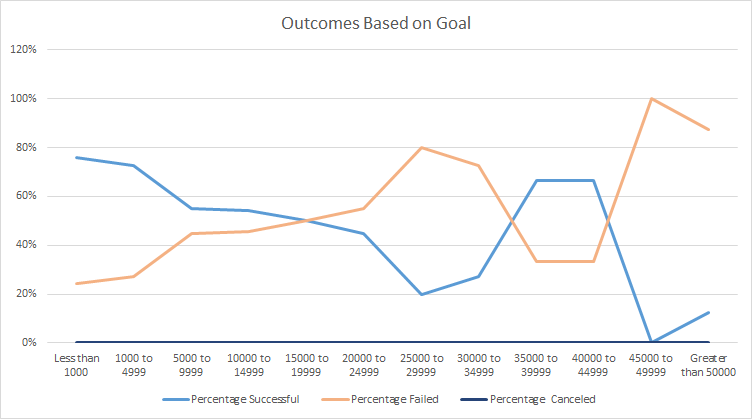 Outcomes Based on Goal
120%
100%
80%
60%
40%
20%
0%
Less than 1000
1000 to 4999
5000 to 9999
10000 to 14999
15000 to 19999
20000 to 24999
25000 to 29999
30000 to 34999
35000 to 39999
40000 to 44999
45000 to 49999
Greater than 50000
Percentage Successful
Percentage Failed
Percentage Canceled